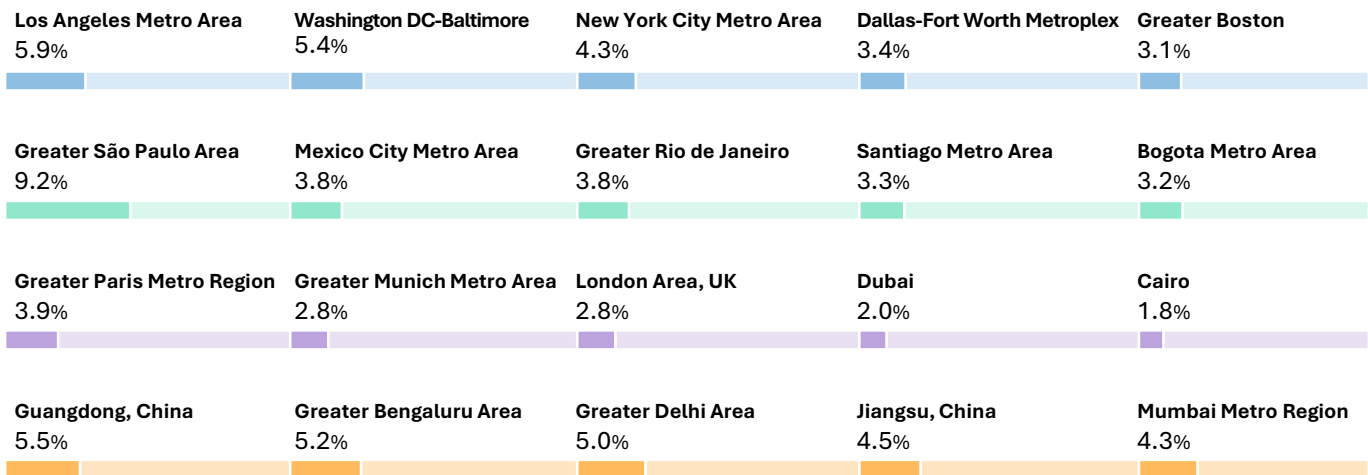 Los Angeles Metro Area
5.9%
Washington DC-Baltimore
5.4%
New York City Metro Area
4.3%
Dallas-Fort Worth Metroplex
3.4%
Greater Boston
3.1%
Greater São Paulo Area
9.2%
Mexico City Metro Area
3.8%
Greater Rio de Janeiro
3.8%
Santiago Metro Area
3.3%
Bogota Metro Area
3.2%
Greater Paris Metro Region
3.9%
Greater Munich Metro Area
2.8%
London Area, UK
2.8%
Dubai
2.0%
Cairo
1.8%
Guangdong, China
5.5%
Greater Bengaluru Area
5.2%
Greater Delhi Area
5.0%
Jiangsu, China
4.5%
Mumbai Metro Region
4.3%